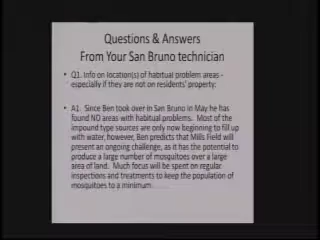 Questions & Answers
From Your San Bruno technician
• Q1. Info on location(s) of habitual problem areas -
especially if they are not on residents' property.
• A1. Since Ben took over in San Bruno in May he has
found NO areas with habitual problems. Most of the
impound type sources are only now beginning to fill up
with water, however, Ben predicts that Mills Field will
present an ongoing challenge, as it has the potential to
produce a large number of mosquitoes over a large
area of land. Much focus will be spent on regular
inspections and treatments to keep the population of
mosquitoes to a minimum.